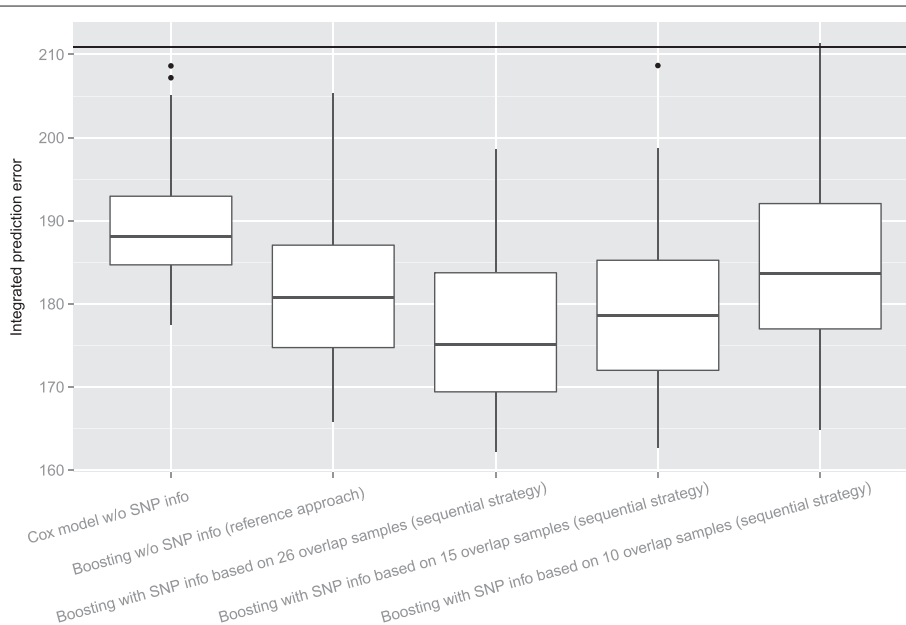 Integrated prediction error
210
200
190
180
170
160
Cox model w/o SNP info
Boosting w/o SNP info (reference approach)
Boosting with SNP info based on 26 overlap samples (sequential strategy)
Boosting with SNP info based on 15 overlap samples (sequential strategy)
Boosting with SNP info based on 10 overlap samples (sequential strategy)